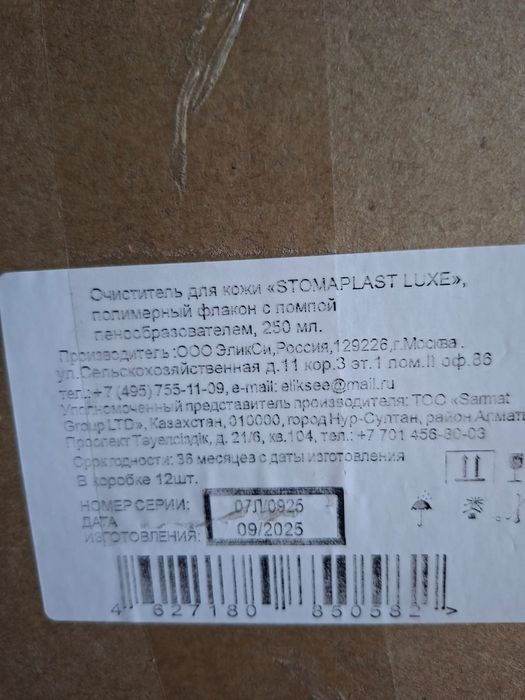 Очиститель для кожи «STOMAPLAST LUXE»,
полимерный флакон с помпой
пенообразователем, 250 мл.
Производитель :ООО ЭликСи,Россия,129226,г.Москва .
ул.Сельскохозяйственная д.11 кор.3 эт.1 пом.II оф.86
тел.:+7 (495) 755-11-09, e-mail: eliksee@mail.ru
Уполномоченный представитель производителя: ТОО «Sarmat
Group LTD», Казахстан, 010000, город Нур-Султан, район Алмати
Проспект Tәуелсіздік, д. 21/6, кв.104, тел.: +7 701 456-80-03
Срок годности: 36 месяцев с даты изготовления
В коробке 12шт.
НОМЕР СЕРИИ: 07Л/0925
ДАТА
ИЗГОТОВЛЕНИЯ: 09/2025
4 627180 850582 >